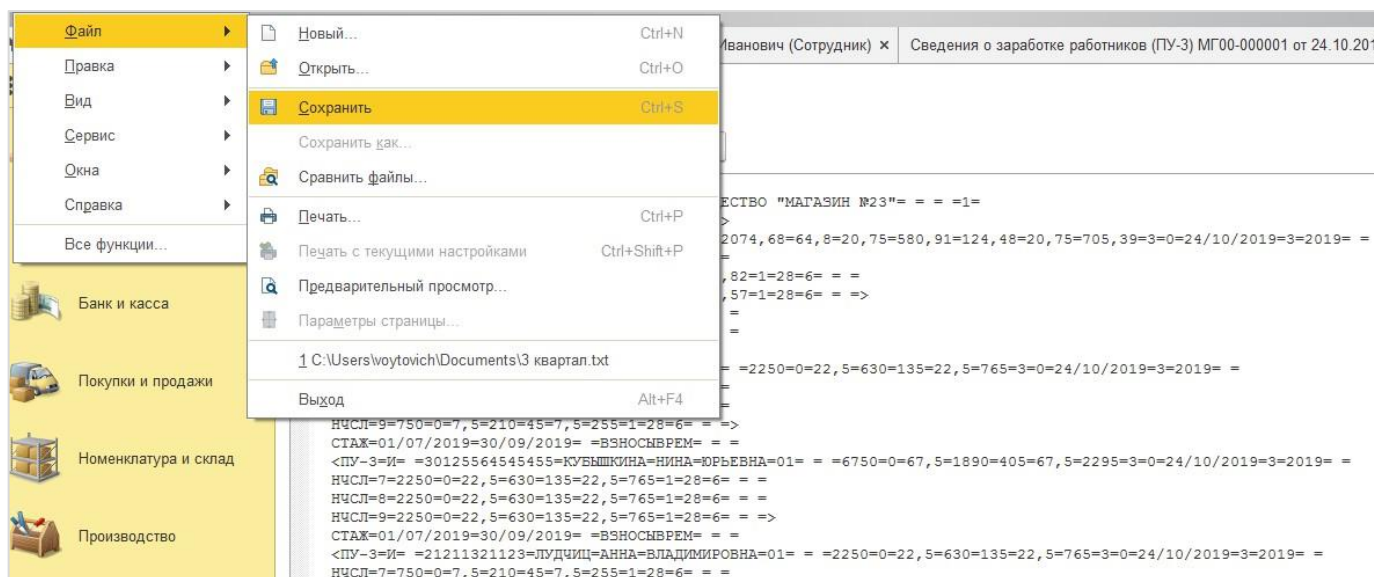 Файл
Правка
Вид
Сервис
Окна
Справка
Все функции...
Новый... Ctrl+N
Открыть... Ctrl+O
Сохранить Ctrl+S
Сохранить как...
Сравнить файлы...
Печать... Ctrl+P
Печать с текущими настройками Ctrl+Shift+P
Предварительный просмотр...
Параметры страницы...
1 C:\Users\voytovich\Documents\3 квартал.txt
Выход Alt+F4
Иванович (Сотрудник) × Сведения о заработке работников (ПУ-3) МГ00-000001 от 24.10.201
Банк и касса
Покупки и продажи
Номенклатура и склад
Производство
ЕСТВО "МАГАЗИН №23"= = = =1=
>
2074,68=64,8=20,75=580,91=124,48=20,75=705,39=3=0=24/10/2019=3=2019= =
=
,82=1=28=6= = =
,57=1=28=6= = =>
=
=
= =2250=0=22,5=630=135=22,5=765=3=0=24/10/2019=3=2019= =
=
=
НЧСЛ=9=750=0=7,5=210=45=7,5=255=1=28=6= = =>
СТАЖ=01/07/2019=30/09/2019= =ВЗНОСЫВРЕМ= = =
<ПУ-3=И= =30125564545455=КУБЫШКИНА=НИНА=ЮРЬЕВНА=01= = =6750=0=67,5=1890=405=67,5=2295=3=0=24/10/2019=3=2019= =
НЧСЛ=7=2250=0=22,5=630=135=22,5=765=1=28=6= = =
НЧСЛ=8=2250=0=22,5=630=135=22,5=765=1=28=6= = =
НЧСЛ=9=2250=0=22,5=630=135=22,5=765=1=28=6= = =>
СТАЖ=01/07/2019=30/09/2019= =ВЗНОСЫВРЕМ= = =
<ПУ-3=И= =21211321123=ЛУДЧИЦ=АННА=ВЛАДИМИРОВНА=01= = =2250=0=22,5=630=135=22,5=765=3=0=24/10/2019=3=2019= =
НЧСЛ=7=750=0=7,5=210=45=7,5=255=1=28=6= = =